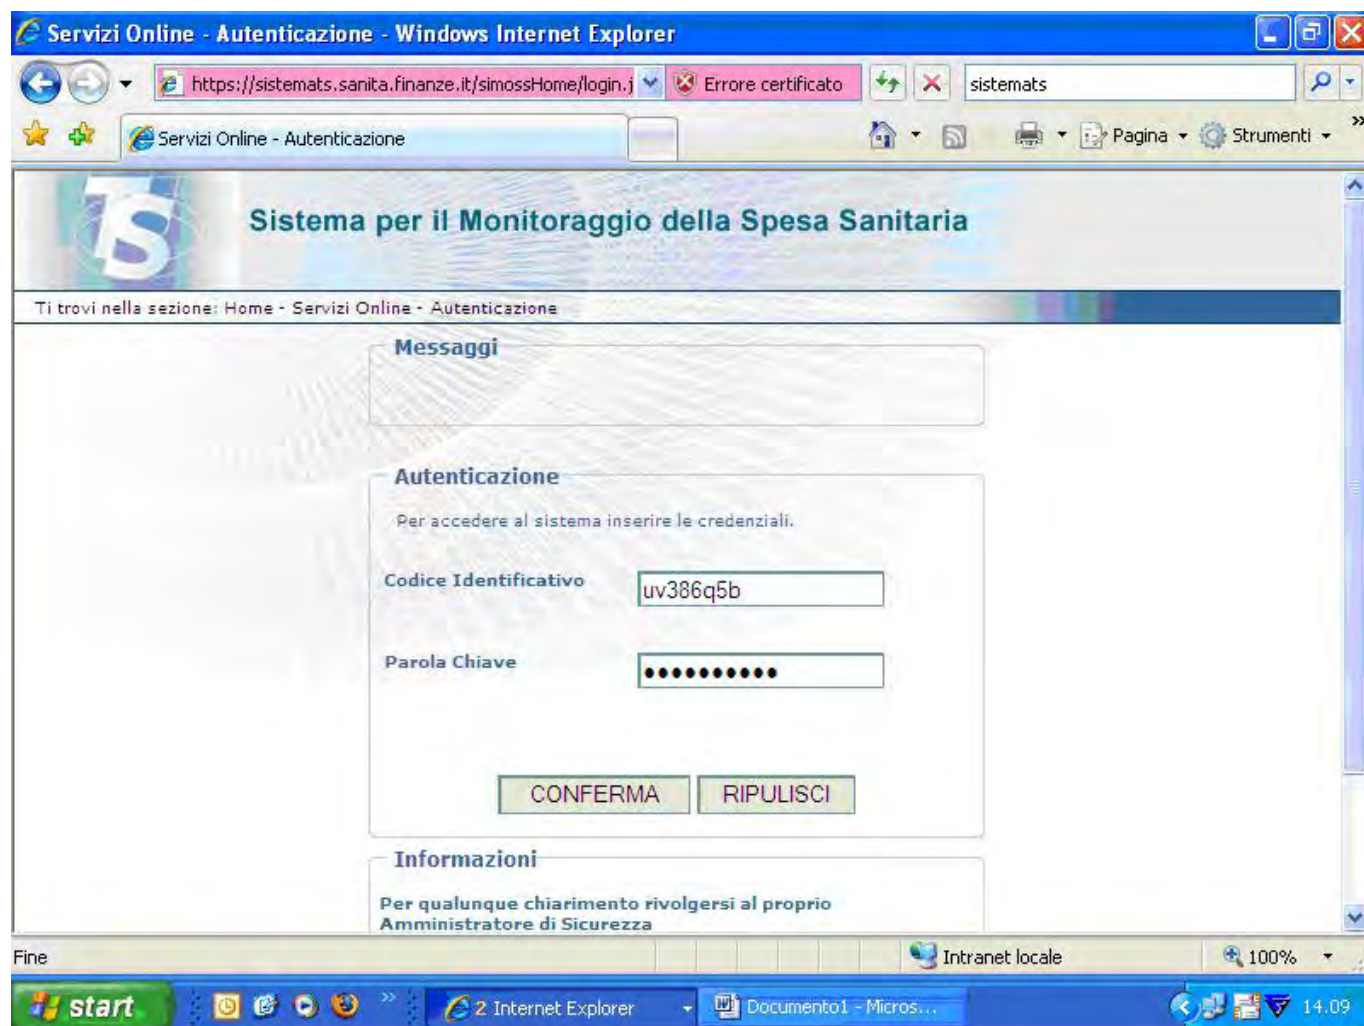 Servizi Online - Autenticazione - Windows Internet Explorer
https://sistemats.sanita.finanze.it/simossHome/login.j
Errore certificato
sistemats
Servizi Online - Autenticazione
Pagina
Strumenti
TS
Sistema per il Monitoraggio della Spesa Sanitaria
Ti trovi nella sezione: Home - Servizi Online - Autenticazione
Messaggi
Autenticazione
Per accedere al sistema inserire le credenziali.
Codice Identificativo
uv386q5b
Parola Chiave
••••••••••
CONFERMA
RIPULISCI
Informazioni
Per qualunque chiarimento rivolgersi al proprio
Amministratore di Sicurezza
Fine
Intranet locale
100%
start
2 Internet Explorer
Documento1 - Micros...
14.09